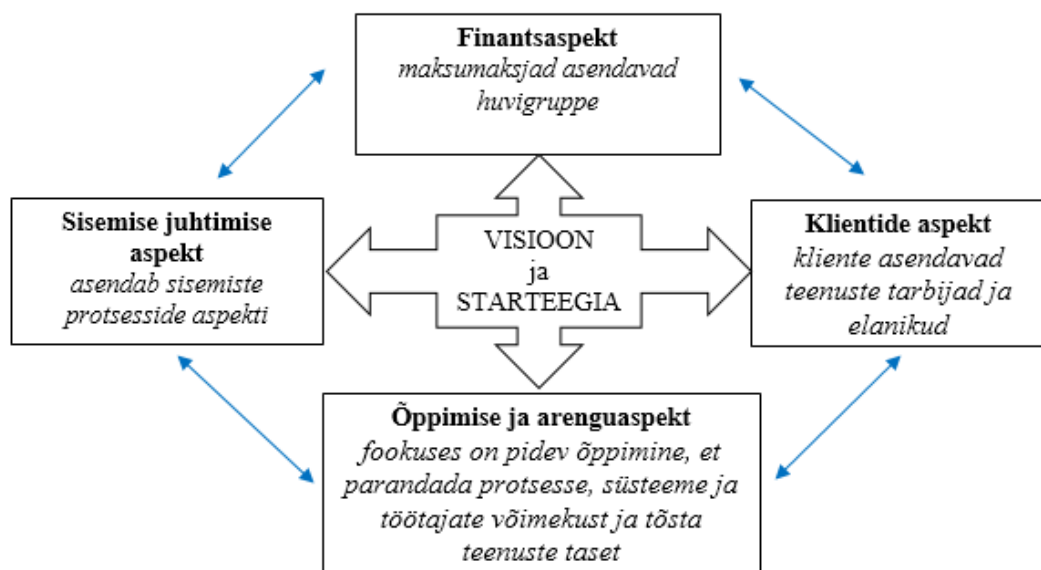 Finantsaspekt
maksumaksjad asendavad
huvigruppe
Sisemise juhtimise
aspekt
asendab sisemiste
protsesside aspekti
VISIOON
ja
STARTEEGIA
Klientide aspekt
kliente asendavad
teenuste tarbijad ja
elanikud
Õppimise ja arenguaspekt
fookuses on pidev õppimine, et
parandada protsesse, süsteeme ja
töötajate võimekust ja tõsta
teenuste taset